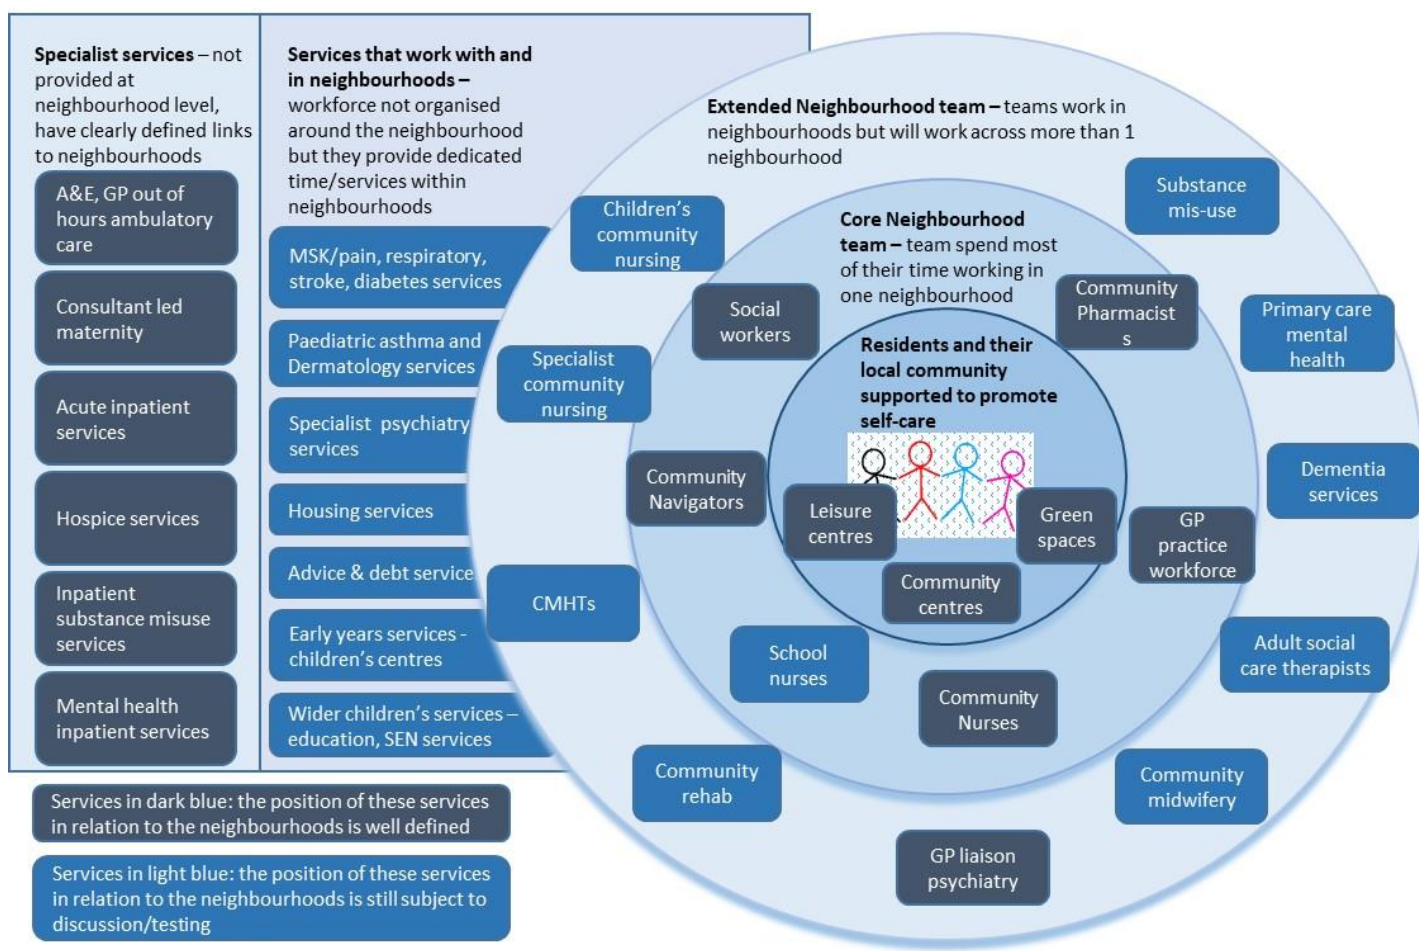 Specialist services – not
provided at
neighbourhood level,
have clearly defined links
to neighbourhoods
A&E, GP out of
hours ambulatory
care
Consultant led
maternity
Acute inpatient
services
Hospice services
Inpatient
substance misuse
services
Mental health
inpatient services
Services that work with and
in neighbourhoods –
workforce not organised
around the neighbourhood
but they provide dedicated
time/services within
neighbourhoods
MSK/pain, respiratory,
stroke, diabetes services
Paediatric asthma and
Dermatology services
Specialist psychiatry
services
Housing services
Advice & debt service
Early years services -
children's centres
Wider children's services –
education, SEN services
Extended Neighbourhood team – teams work in
neighbourhoods but will work across more than 1
neighbourhood
Children's
community
nursing
Substance
mis-use
Specialist
community
nursing
Primary care
mental
health
Dementia
services
CMHTs
Adult social
care therapists
Community
rehab
Community
midwifery
GP liaison
psychiatry
Core Neighbourhood
team – team spend most
of their time working in
one neighbourhood
Social
workers
Community
Pharmacist
s
Community
Navigators
GP
practice
workforce
School
nurses
Community
Nurses
Residents and their
local community
supported to promote
self-care
Leisure
centres
Green
spaces
Community
centres
Services in dark blue: the position of these services
in relation to the neighbourhoods is well defined
Services in light blue: the position of these services
in relation to the neighbourhoods is still subject to
discussion/testing